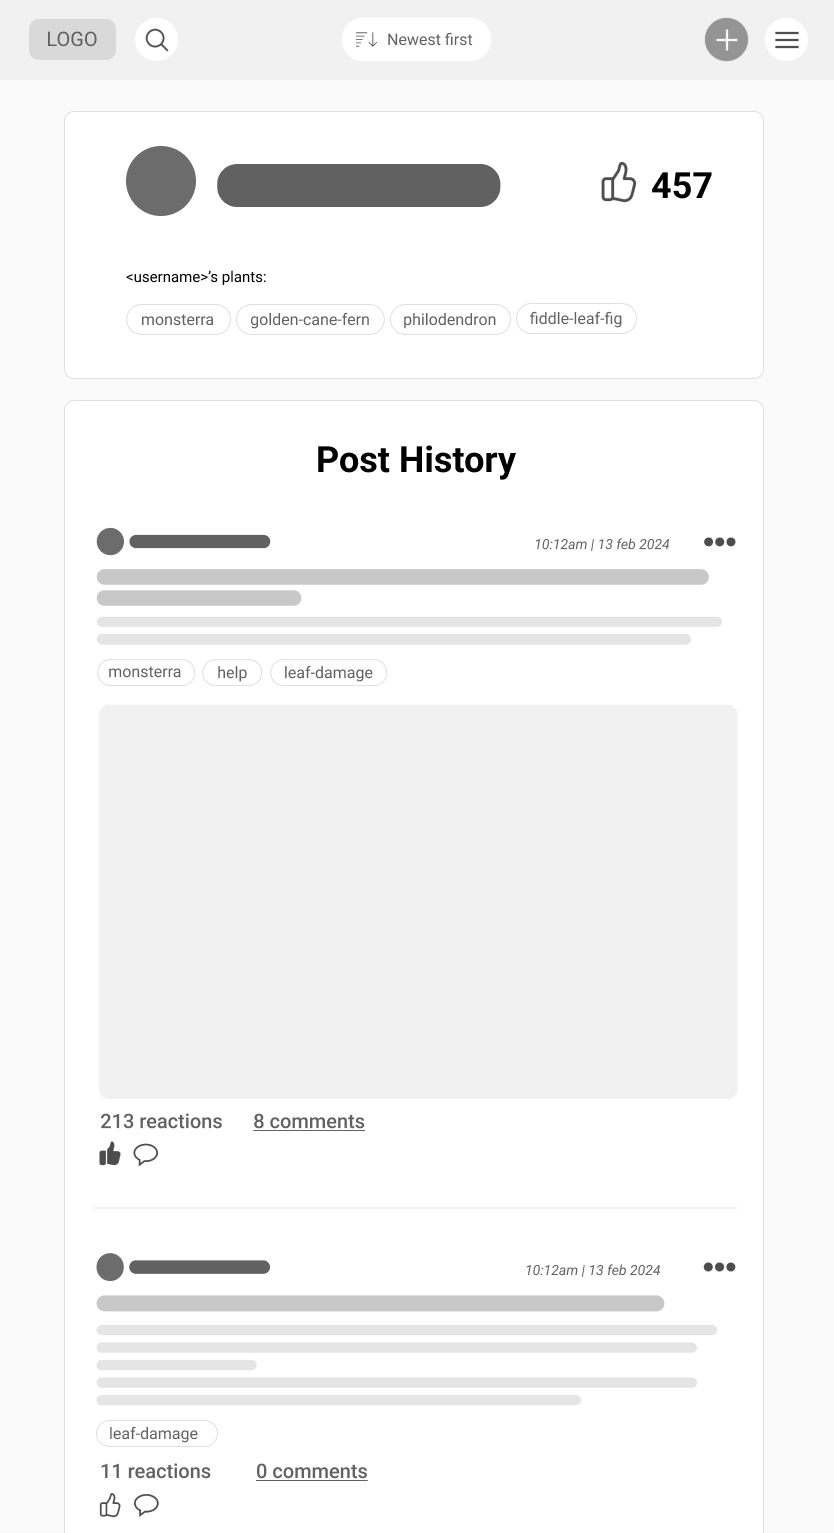 LOGO
Newest first
457
<username>’s plants:
monsterra golden-cane-fern philodendron fiddle-leaf-fig
Post History
10:12am | 13 feb 2024
monsterra help leaf-damage
213 reactions 8 comments
10:12am | 13 feb 2024
leaf-damage
11 reactions 0 comments